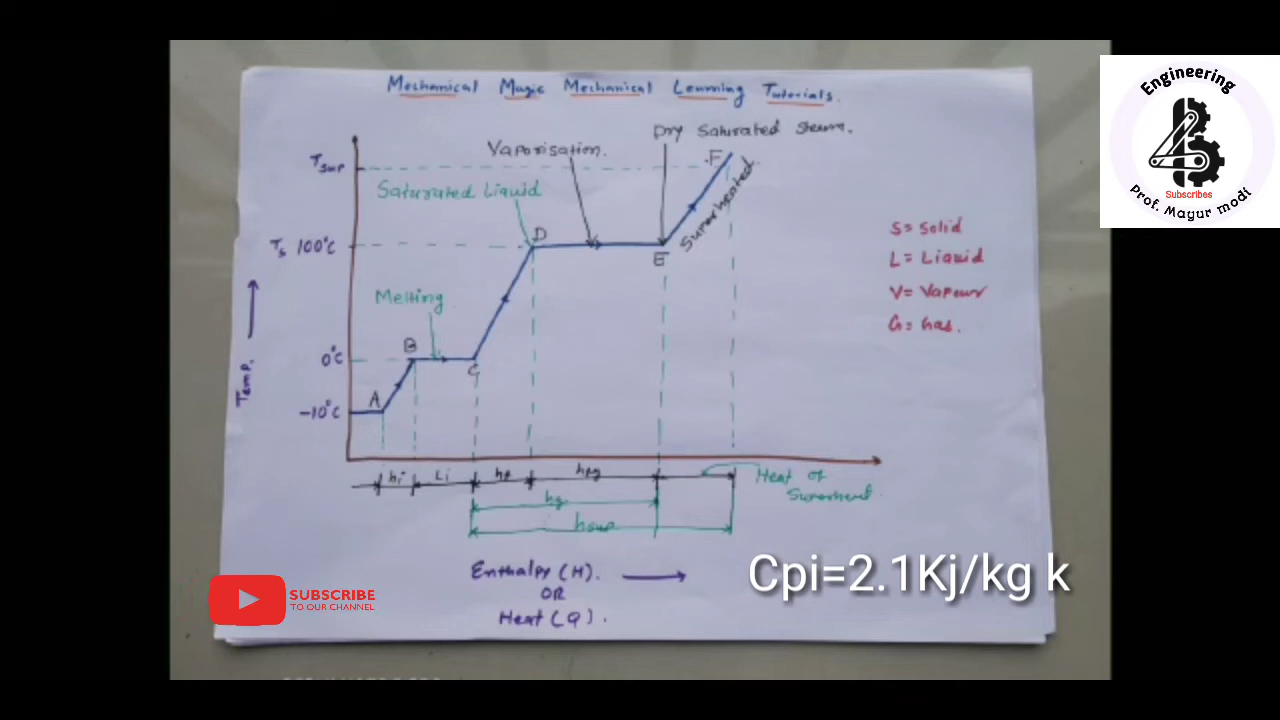 Mechanical Magic Mechanical Learning Tutorials.
Dry Saturated steam.
Vaporisation.
F
Tsup
Saturated Liquid
Superheated
D
Ts 100°C
E
Melting
B
0°C
C
A
-10°C
Temp.
hi
Li
hf
hfg
Heat of
Superheat
hg
hsup
Enthalpy (H).
OR
Heat (Q).
S = Solid
L = Liquid
V = Vapour
G = Gas.
Engineering
Subscribes
Prof. Mayur modi
SUBSCRIBE
TO OUR CHANNEL
Cpi=2.1Kj/kg k